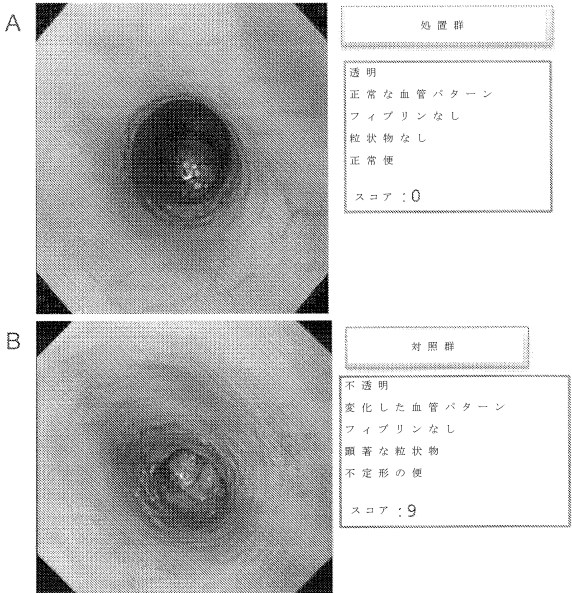 A
処置群
透明
正常な血管パターン
フィブリンなし
粒状物なし
正常便
スコア:0
B
対照群
不透明
変化した血管パターン
フィブリンなし
顕著な粒状物
不定形の便
スコア:9